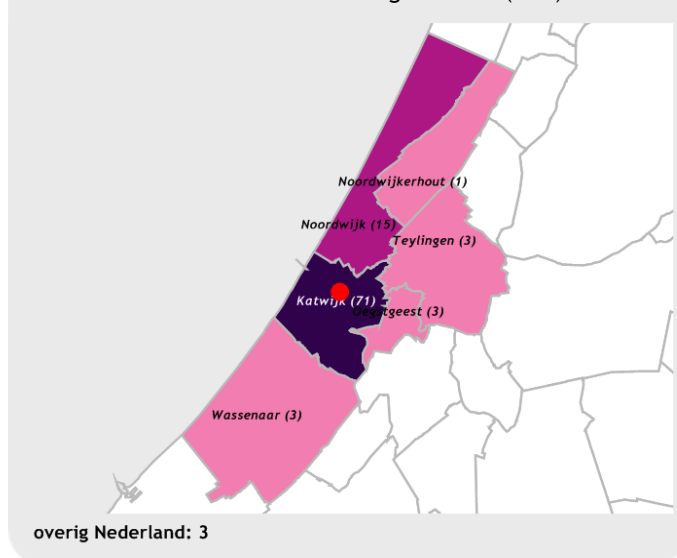 Noordwijkerhout (1)
Noordwijk (15)
Teylingen (3)
Katwijk (71)
Oegstgeest (3)
Wassenaar (3)
overig Nederland: 3